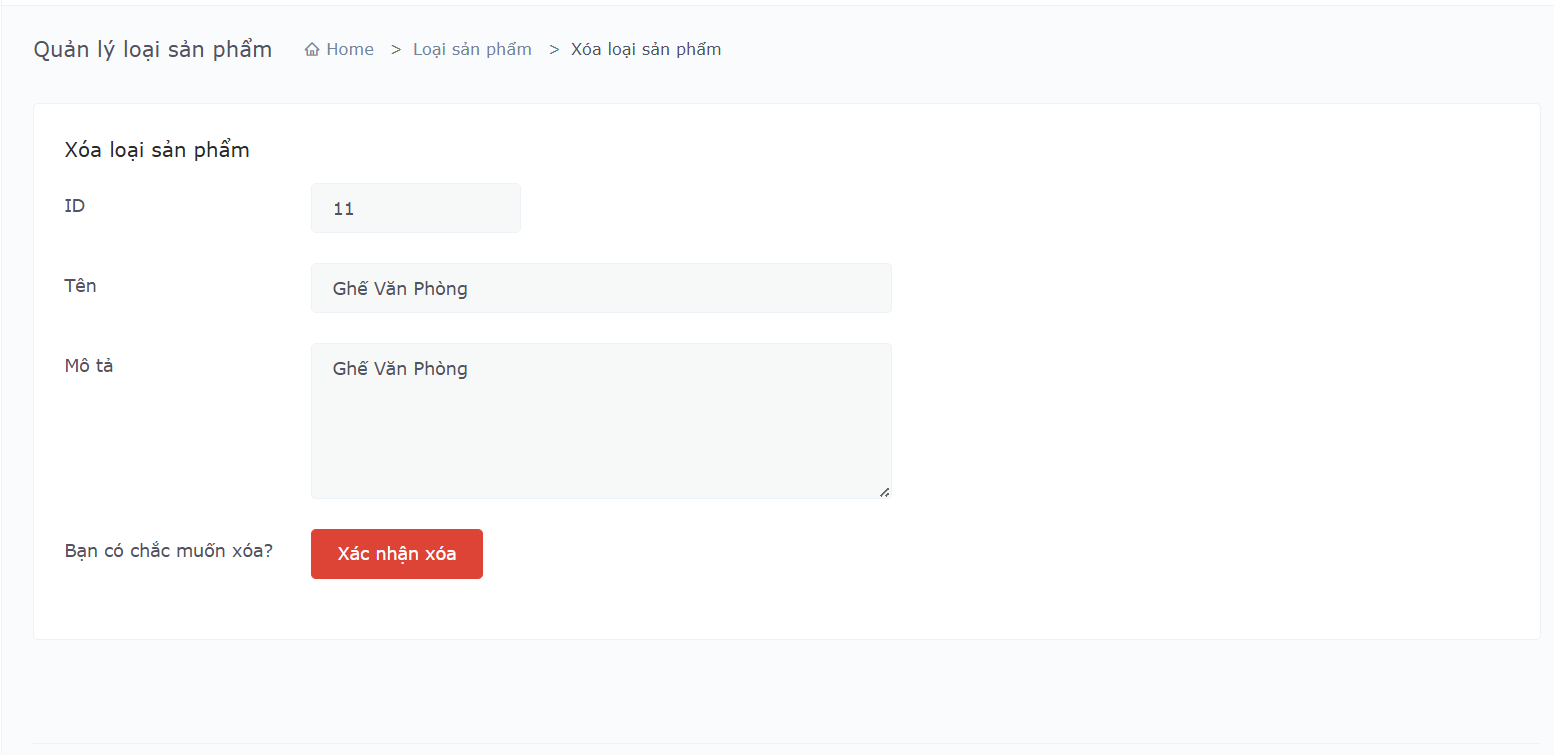 Quản lý loại sản phẩm Home > Loại sản phẩm > Xóa loại sản phẩm
Xóa loại sản phẩm
ID 11
Tên Ghế Văn Phòng
Mô tả Ghế Văn Phòng
Bạn có chắc muốn xóa? Xác nhận xóa